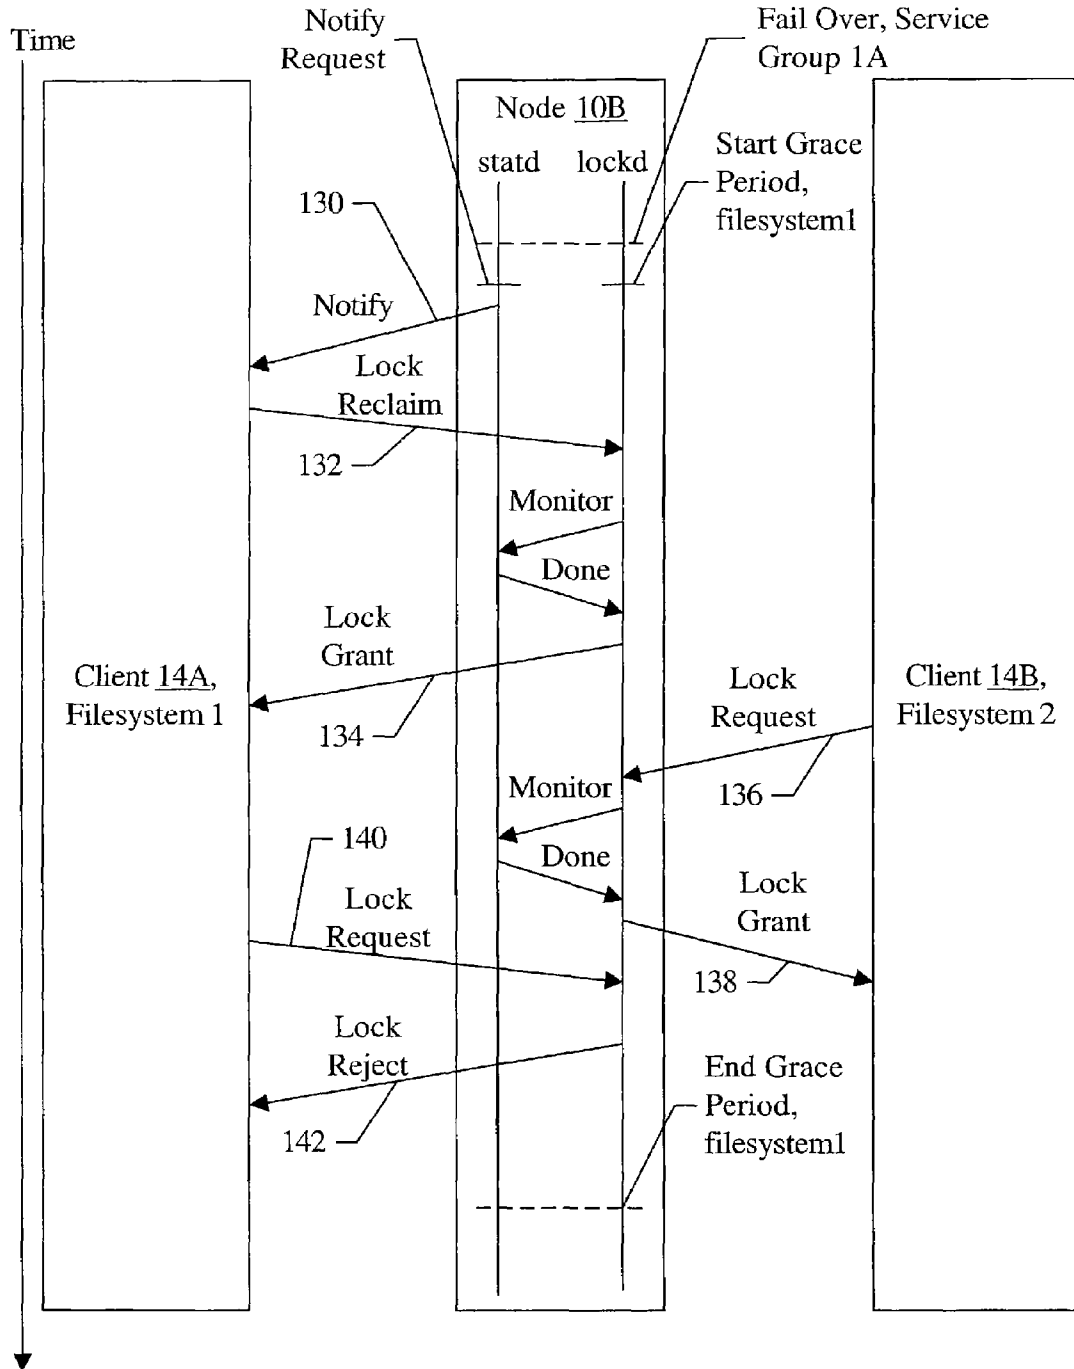 Time
Notify
Request
Fail Over, Service
Group 1A
Node 10B
statd
lockd
Start Grace
Period,
filesystem1
130
Notify
Lock
Reclaim
132
Monitor
Done
Lock
Grant
134
Client 14A,
Filesystem 1
Client 14B,
Filesystem 2
Lock
Request
136
Monitor
Done
140
Lock
Request
Lock
Grant
138
Lock
Reject
142
End Grace
Period,
filesystem1